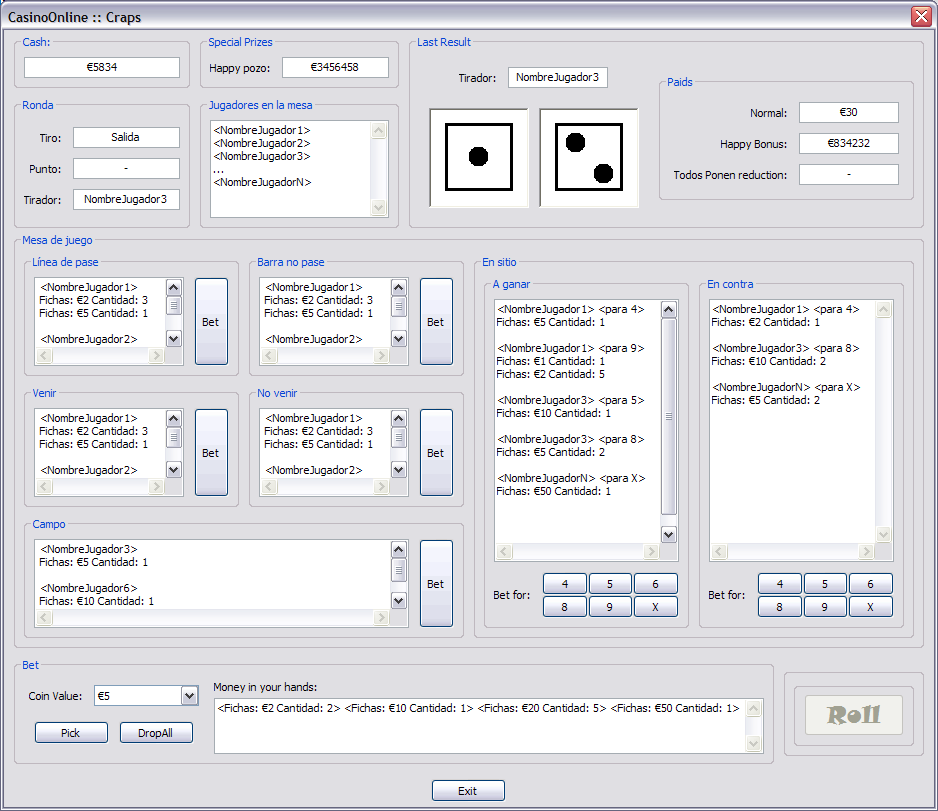 CasinoOnline :: Craps
Cash:
€5834
Special Prizes
Happy pozo:
€3456458
Ronda
Tiro:
Salida
Punto:
-
Tirador:
NombreJugador3
Jugadores en la mesa
<NombreJugador1>
<NombreJugador2>
<NombreJugador3>
...
<NombreJugadorN>
Last Result
Tirador:
NombreJugador3
Paids
Normal:
€30
Happy Bonus:
€834232
Todos Ponen reduction:
-
Mesa de juego
Línea de pase
<NombreJugador1>
Fichas: €2 Cantidad: 3
Fichas: €5 Cantidad: 1
<NombreJugador2>
Bet
Barra no pase
<NombreJugador1>
Fichas: €2 Cantidad: 3
Fichas: €5 Cantidad: 1
<NombreJugador2>
Bet
Venir
<NombreJugador1>
Fichas: €2 Cantidad: 3
Fichas: €5 Cantidad: 1
<NombreJugador2>
Bet
No venir
<NombreJugador1>
Fichas: €2 Cantidad: 3
Fichas: €5 Cantidad: 1
<NombreJugador2>
Bet
Campo
<NombreJugador3>
Fichas: €5 Cantidad: 1
<NombreJugador6>
Fichas: €10 Cantidad: 1
Bet
En sitio
A ganar
<NombreJugador1> <para 4>
Fichas: €5 Cantidad: 1
<NombreJugador1> <para 9>
Fichas: €1 Cantidad: 1
Fichas: €2 Cantidad: 5
<NombreJugador3> <para 5>
Fichas: €10 Cantidad: 1
<NombreJugador3> <para 8>
Fichas: €5 Cantidad: 2
<NombreJugadorN> <para X>
Fichas: €50 Cantidad: 1
Bet for:
4 5 6
8 9 X
En contra
<NombreJugador1> <para 4>
Fichas: €2 Cantidad: 1
<NombreJugador3> <para 8>
Fichas: €10 Cantidad: 2
<NombreJugadorN> <para X>
Fichas: €5 Cantidad: 2
Bet for:
4 5 6
8 9 X
Bet
Coin Value:
€5
Pick
DropAll
Money in your hands:
<Fichas: €2 Cantidad: 2> <Fichas: €10 Cantidad: 1> <Fichas: €20 Cantidad: 5> <Fichas: €50 Cantidad: 1>
Roll
Exit